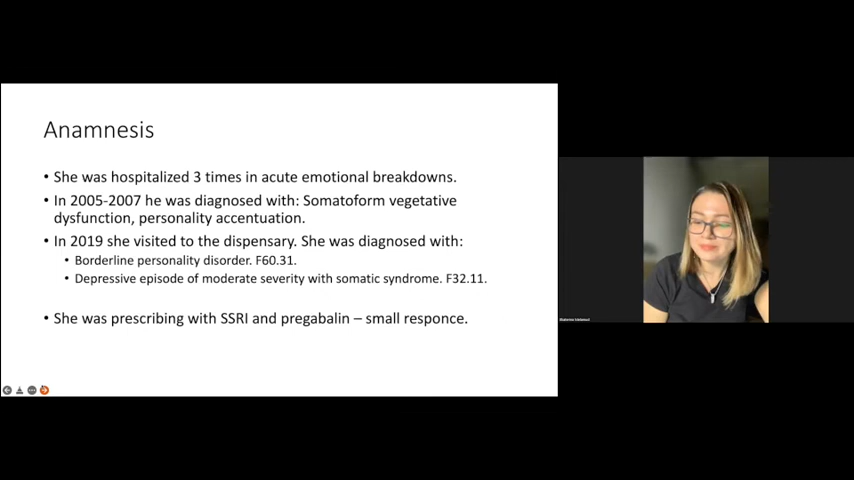 Anamnesis
• She was hospitalized 3 times in acute emotional breakdowns.
• In 2005-2007 he was diagnosed with: Somatoform vegetative
dysfunction, personality accentuation.
• In 2019 she visited to the dispensary. She was diagnosed with:
• Borderline personality disorder. F60.31.
• Depressive episode of moderate severity with somatic syndrome. F32.11.
• She was prescribing with SSRI and pregabalin – small responce.